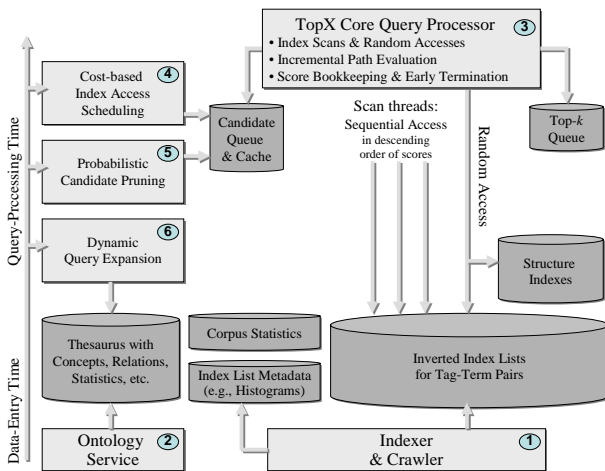 TopX Core Query Processor
3
• Index Scans & Random Accesses
• Incremental Path Evaluation
• Score Bookkeeping & Early Termination
Cost-based
Index Access
Scheduling
4
Candidate
Queue
& Cache
Scan threads:
Sequential Access
in descending
order of scores
Random Access
Top-k
Queue
Probabilistic
Candidate Pruning
5
Dynamic
Query Expansion
6
Structure
Indexes
Thesaurus with
Concepts, Relations,
Statistics, etc.
Corpus Statistics
Index List Metadata
(e.g., Histograms)
Inverted Index Lists
for Tag-Term Pairs
Ontology
Service
2
Indexer
& Crawler
1
Query-Prccessing Time
Data-Entry Time